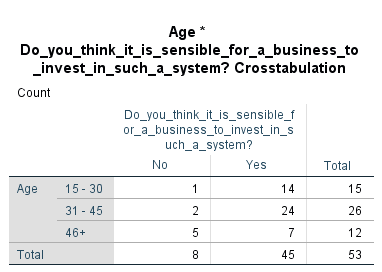 Age *
Do_you_think_it_is_sensible_for_a_business_to
_invest_in_such_a_system? Crosstabulation
Count
Do_you_think_it_is_sensible_f
or_a_business_to_invest_in_s
uch_a_system?
No Yes Total
Age 15 - 30 1 14 15
31 - 45 2 24 26
46+ 5 7 12
Total 8 45 53